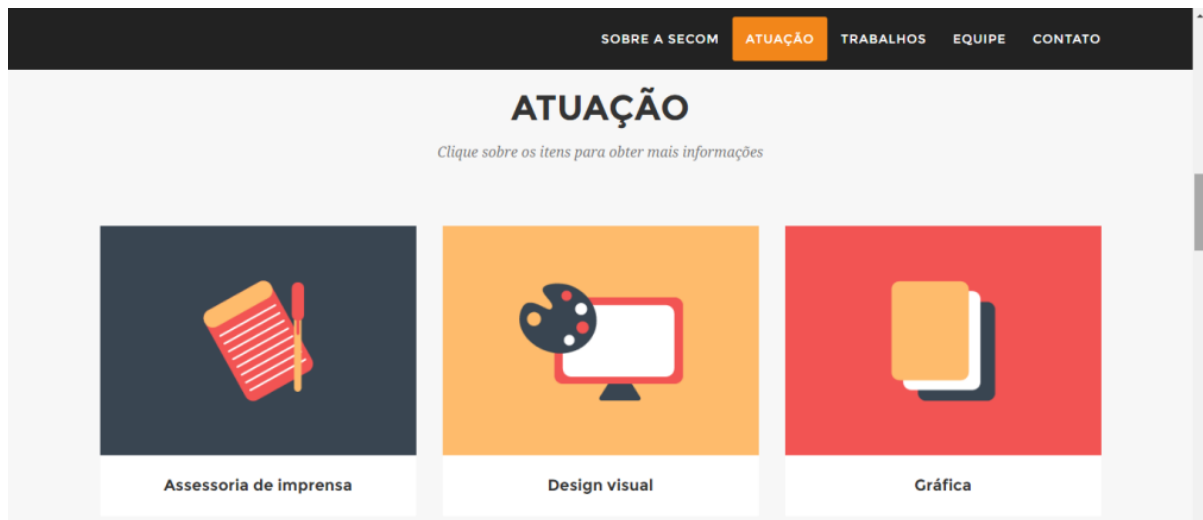 SOBRE A SECOM ATUAÇÃO TRABALHOS EQUIPE CONTATO
ATUAÇÃO
Clique sobre os itens para obter mais informações
Assessoria de imprensa
Design visual
Gráfica